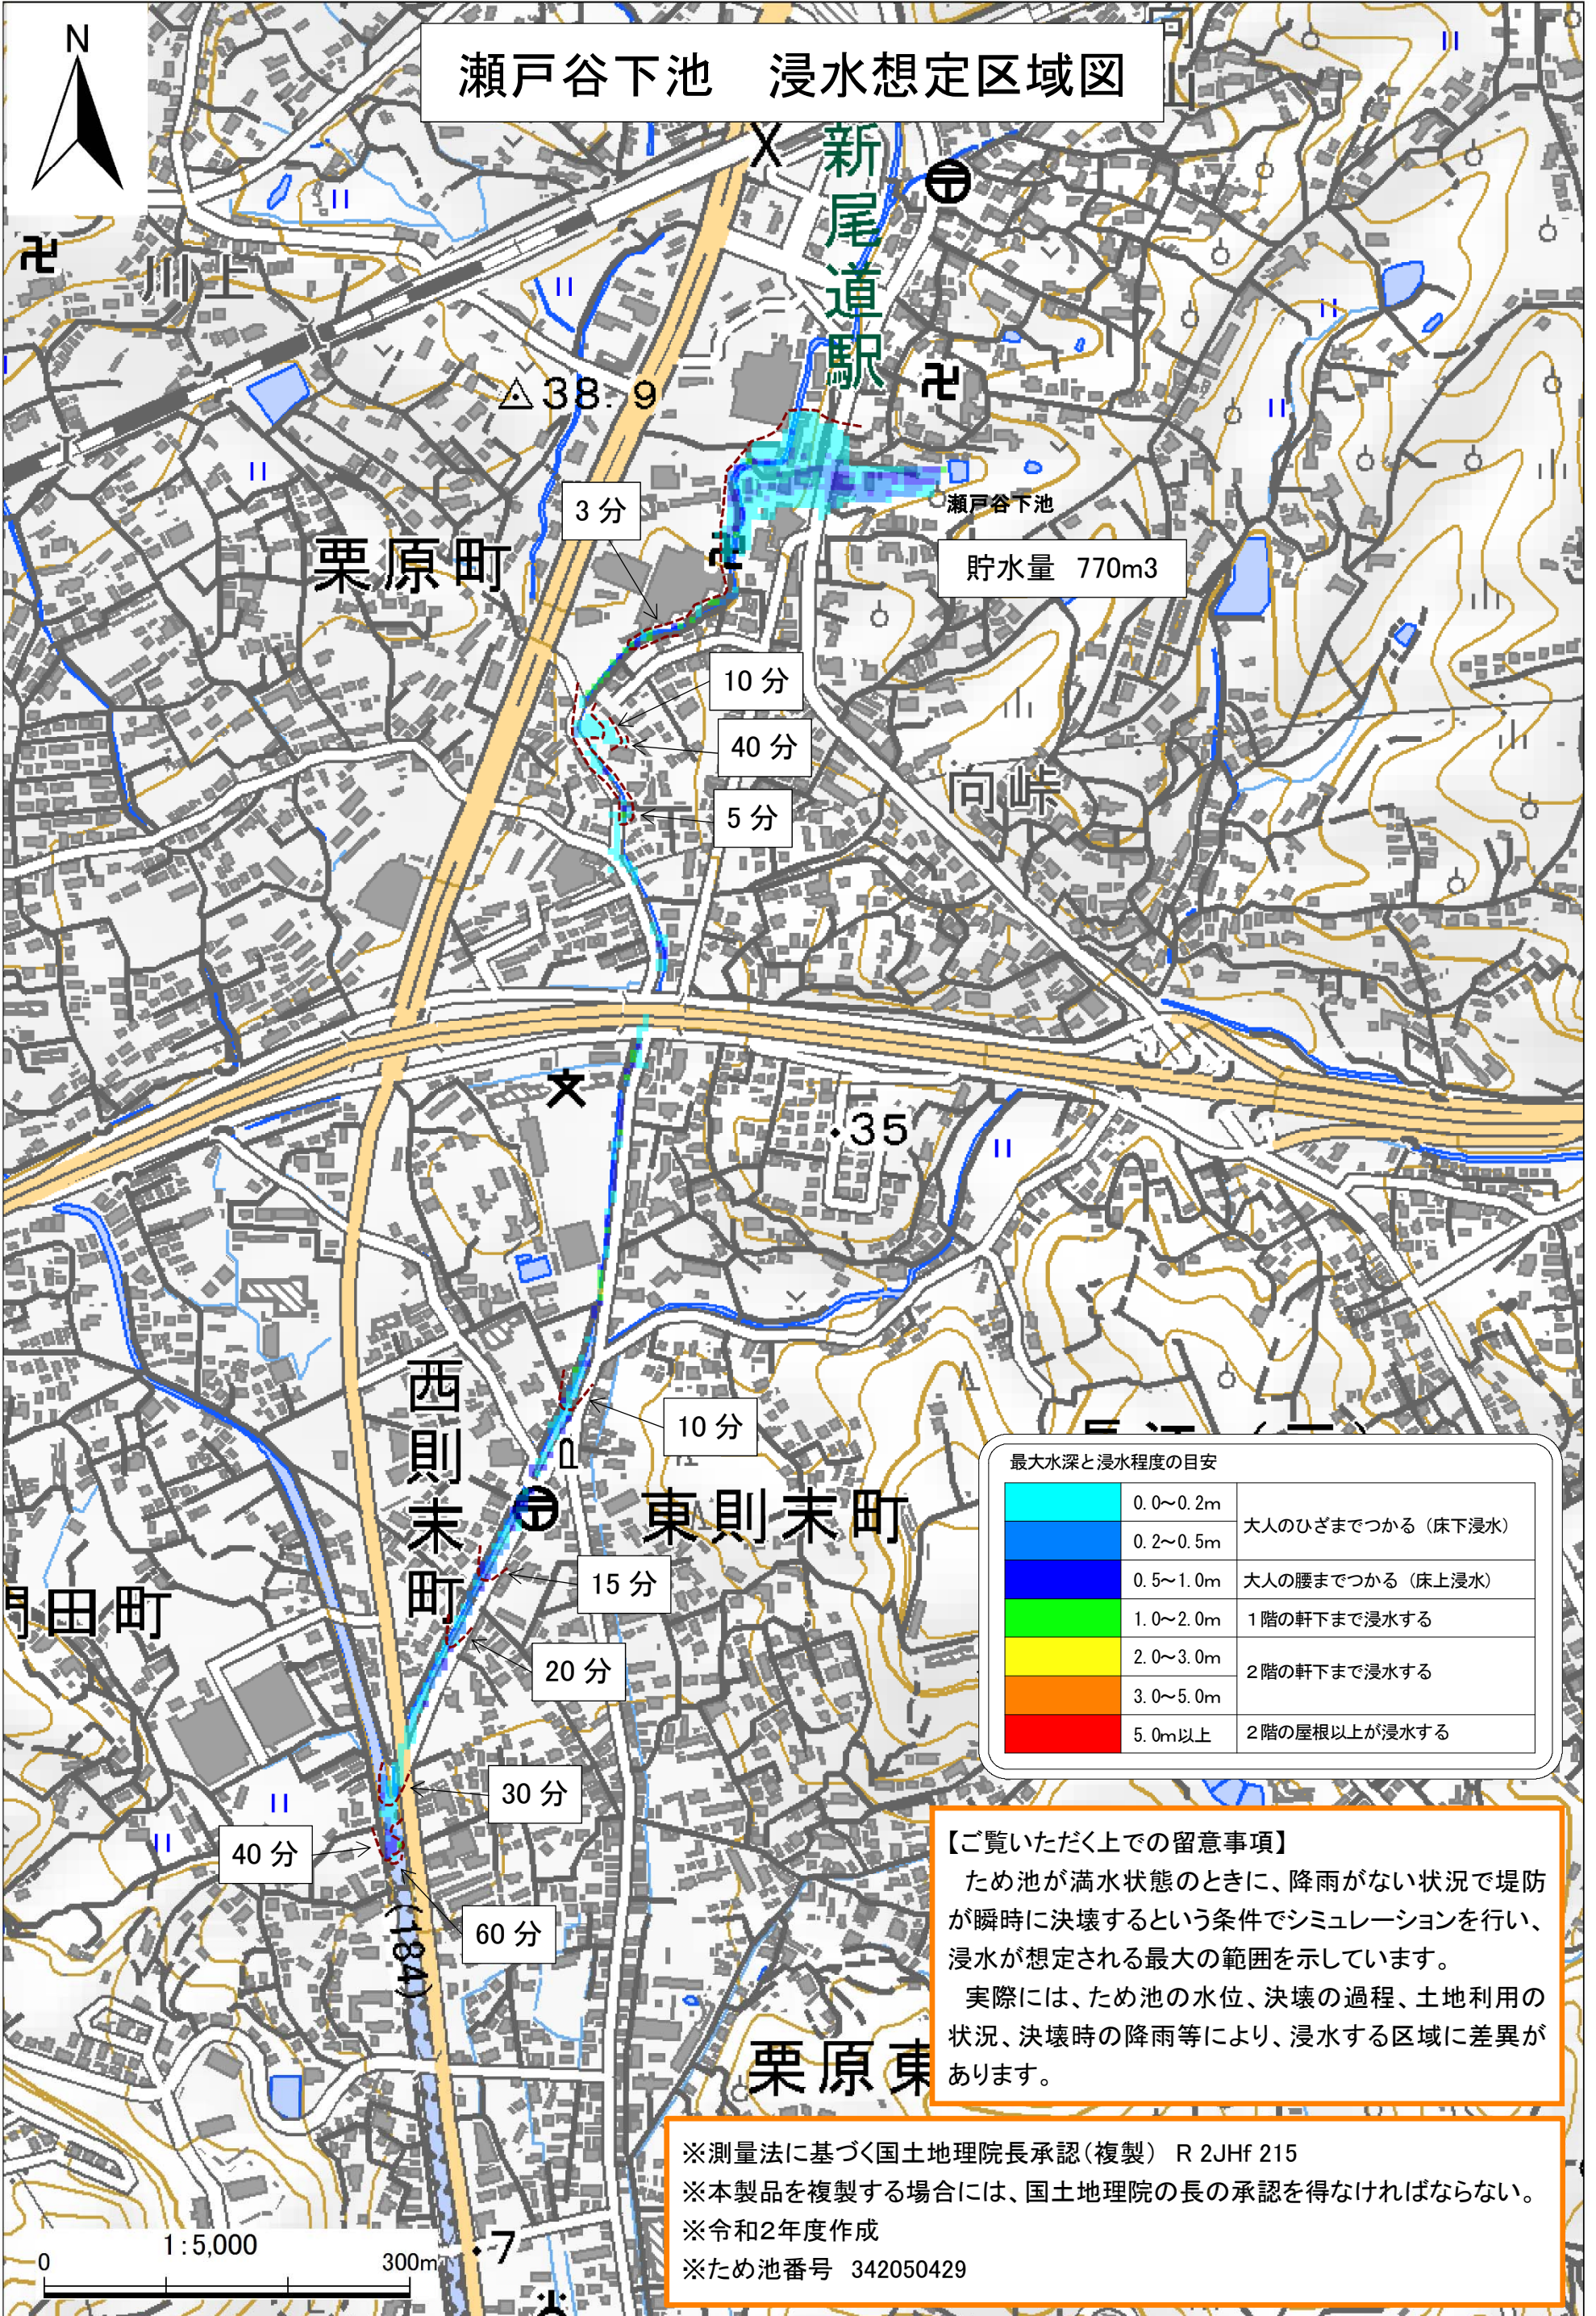 瀬戸谷下池　浸水想定区域図
N
新尾道駅
川上
38.9
3 分
瀬戸谷下池
栗原町
貯水量 770m3
10 分
40 分
向峠
5 分
35
西則末町
10 分
東則末町
15 分
門田町
20 分
30 分
40 分
60 分
(184)
栗原東
7
最大水深と浸水程度の目安
0.0～0.2m
大人のひざまでつかる（床下浸水）
0.2～0.5m
0.5～1.0m 大人の腰までつかる（床上浸水）
1.0～2.0m １階の軒下まで浸水する
2.0～3.0m
２階の軒下まで浸水する
3.0～5.0m
5.0m以上 ２階の屋根以上が浸水する
【ご覧いただく上での留意事項】
ため池が満水状態のときに、降雨がない状況で堤防
が瞬時に決壊するという条件でシミュレーションを行い、
浸水が想定される最大の範囲を示しています。
実際には、ため池の水位、決壊の過程、土地利用の
状況、決壊時の降雨等により、浸水する区域に差異が
あります。
※測量法に基づく国土地理院長承認（複製） R 2JHf 215
※本製品を複製する場合には、国土地理院の長の承認を得なければならない。
※令和2年度作成
※ため池番号 342050429
1:5,000
0 300m